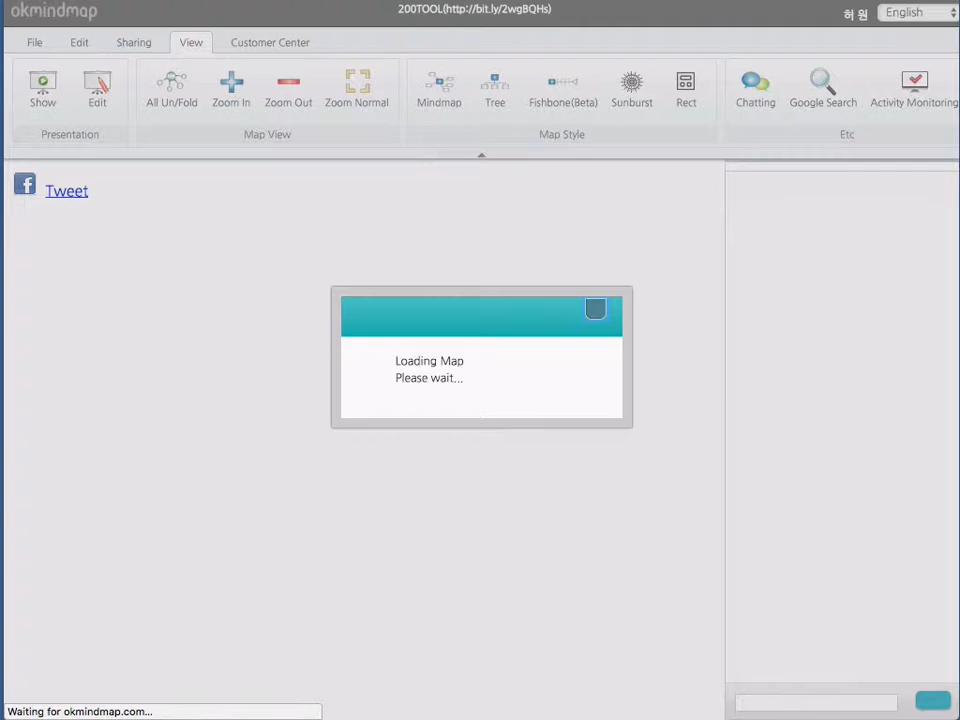 okmindmap
200TOOL(http://bit.ly/2wgBQHs)
허 원
English
File Edit Sharing View Customer Center
Show Edit All Un/Fold Zoom In Zoom Out Zoom Normal Mindmap Tree Fishbone(Beta) Sunburst Rect Chatting Google Search Activity Monitoring
Presentation Map View Map Style Etc
Tweet
Loading Map
Please wait...
Waiting for okmindmap.com...